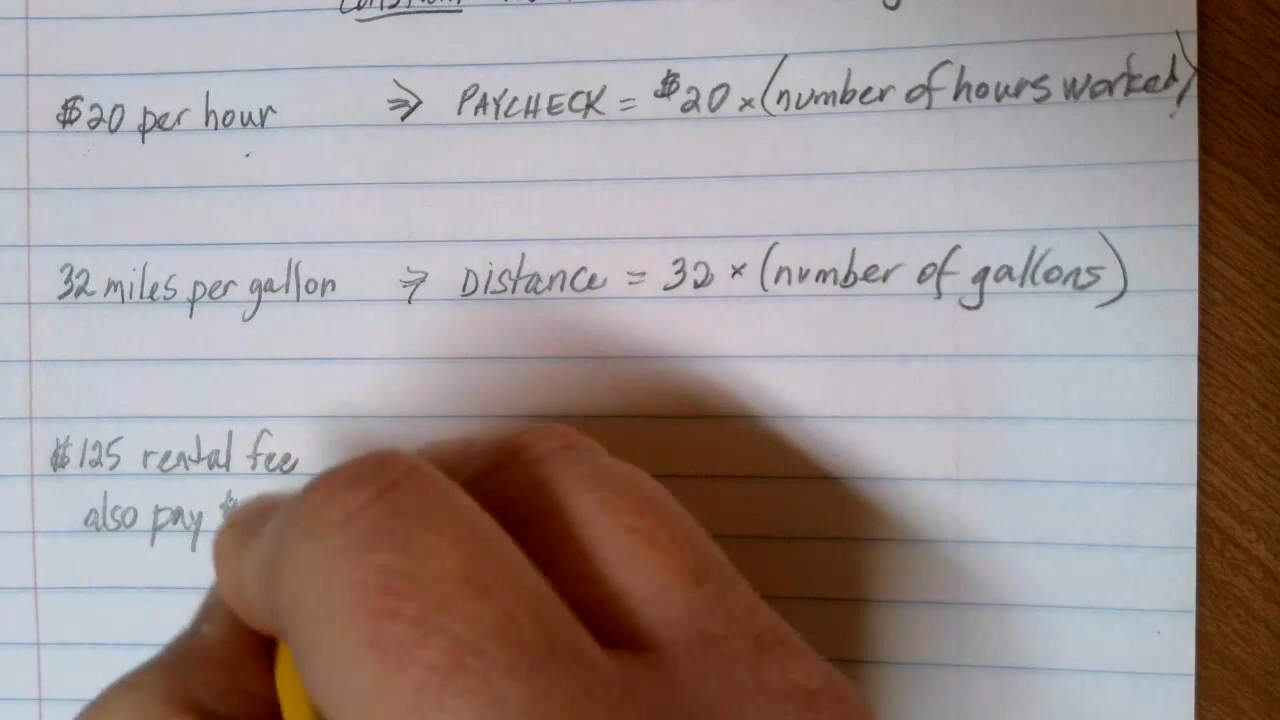 $20 per hour ⇒ PAYCHECK = $20 × (number of hours worked)
32 miles per gallon ⇒ Distance = 32 × (number of gallons)
$125 rental fee
also pay $